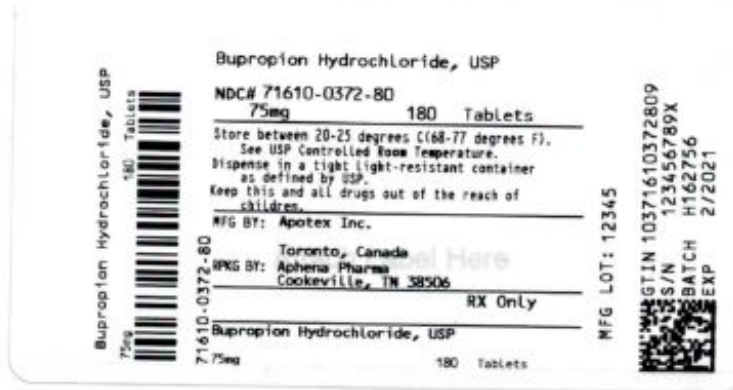 Bupropion Hydrochloride, USP
NDC# 71610-0372-80
75mg 180 Tablets
Store between 20-25 degrees C(68-77 degrees F).
See USP Controlled Room Temperature.
Dispense in a tight light-resistant container
as defined by USP.
Keep this and all drugs out of the reach of
children.
MFG BY: Apotex Inc.
Toronto, Canada
RPKG BY: Aphena Pharma
Cookeville, TN 38506
RX Only
Bupropion Hydrochloride, USP
75mg 180 Tablets
Bupropion Hydrochloride, USP
75mg 180 Tablets
71610-0372-80
MFG LOT: 12345
GTIN 10371610372809
S/N 123456789X
BATCH H162756
EXP 2/2021
Label Here